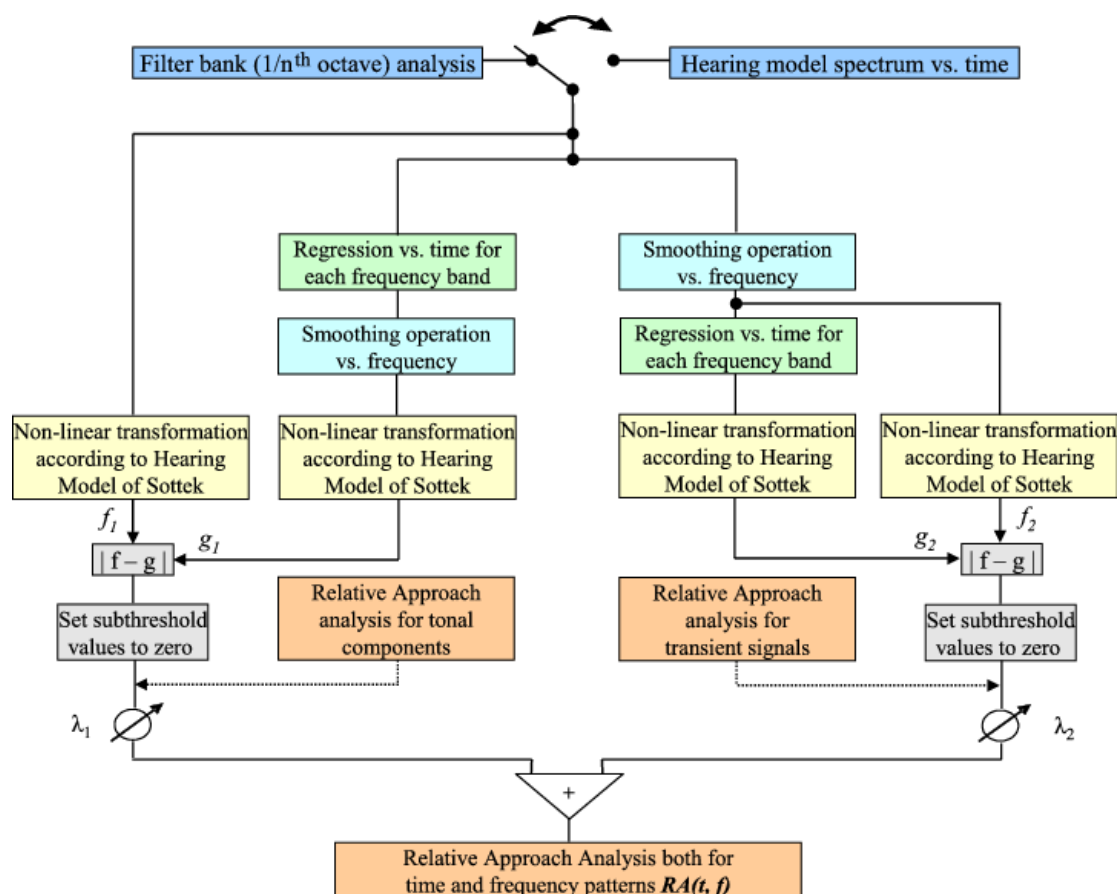 Filter bank (1/nth octave) analysis
Hearing model spectrum vs. time
Regression vs. time for
each frequency band
Smoothing operation
vs. frequency
Smoothing operation
vs. frequency
Regression vs. time for
each frequency band
Non-linear transformation
according to Hearing
Model of Sottek
Non-linear transformation
according to Hearing
Model of Sottek
Non-linear transformation
according to Hearing
Model of Sottek
Non-linear transformation
according to Hearing
Model of Sottek
f1
g1
g2
f2
| f – g |
| f – g |
Set subthreshold
values to zero
Relative Approach
analysis for tonal
components
Relative Approach
analysis for
transient signals
Set subthreshold
values to zero
λ1
λ2
+
Relative Approach Analysis both for
time and frequency patterns RA(t, f)